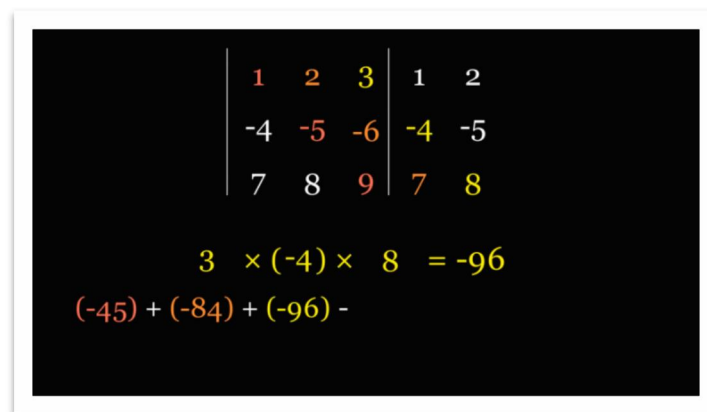 1 2 3 1 2
-4 -5 -6 -4 -5
7 8 9 7 8
3 × (-4) × 8 = -96
(-45) + (-84) + (-96) -